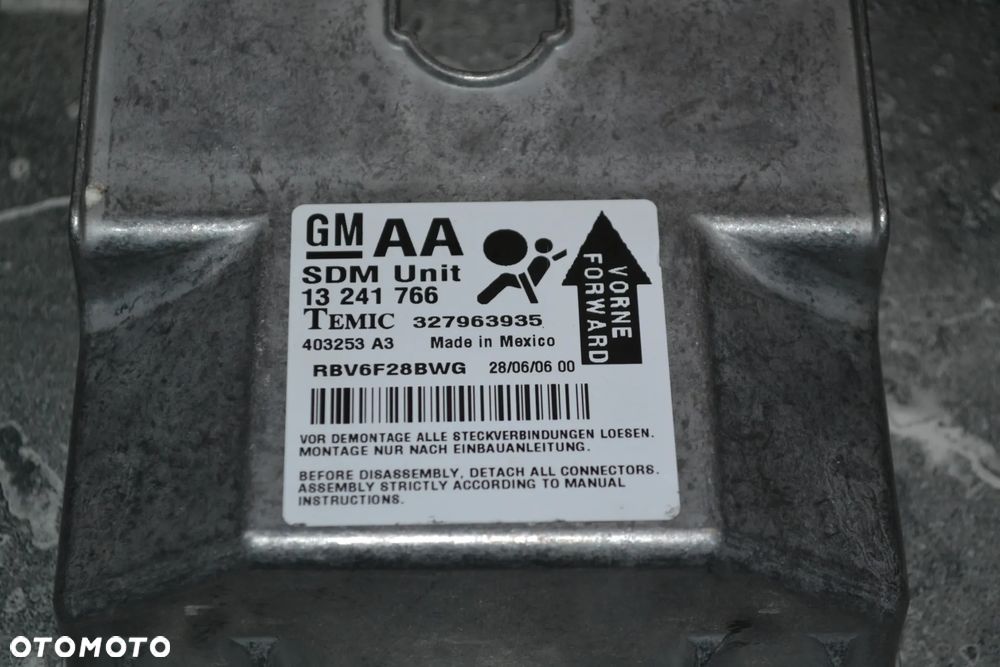 GM AA
SDM Unit
13 241 766
TEMIC 327963935
403253 A3 Made in Mexico
RBV6F28BWG 28/06/06 00
VORNE
FORWARD
VOR DEMONTAGE ALLE STECKVERBINDUNGEN LOESEN.
MONTAGE NUR NACH EINBAUANLEITUNG.
BEFORE DISASSEMBLY, DETACH ALL CONNECTORS.
ASSEMBLY STRICTLY ACCORDING TO MANUAL
INSTRUCTIONS.
OTOMOTO